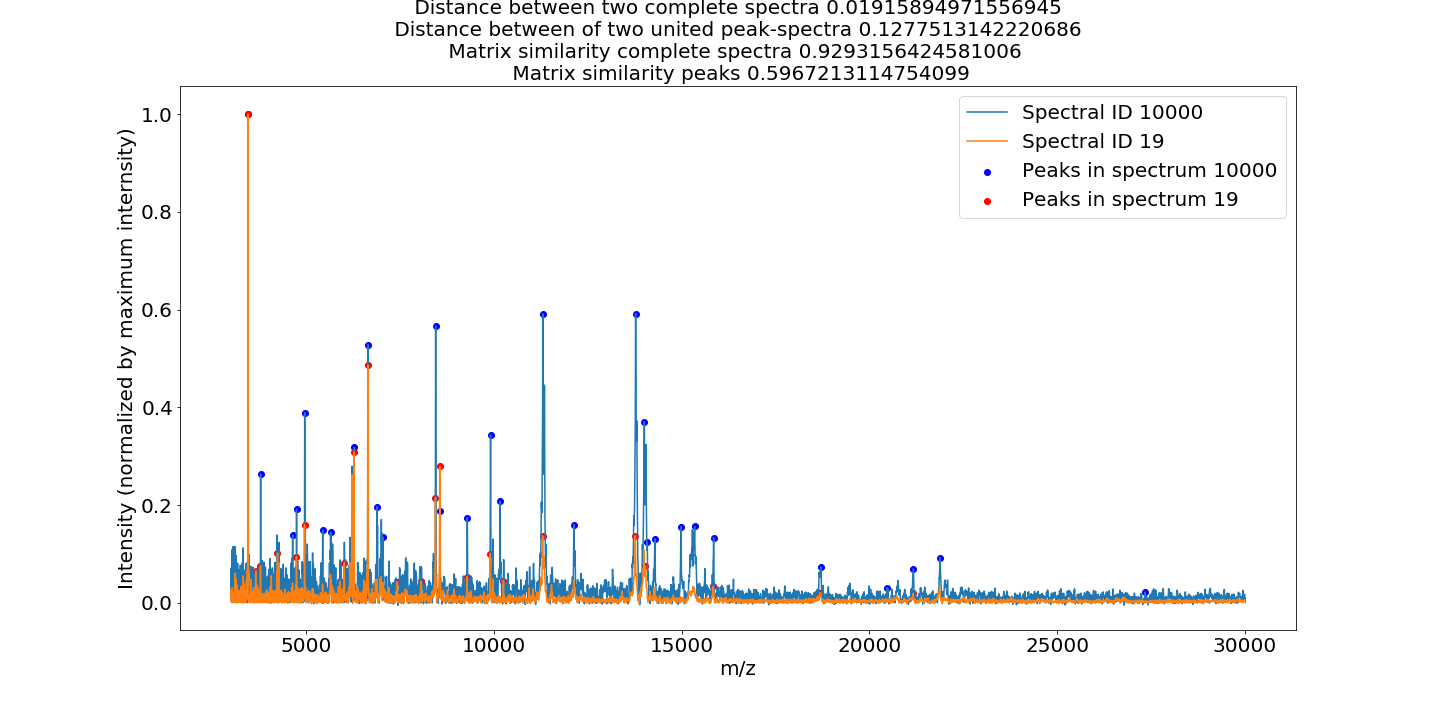 Distance between two complete spectra 0.01915894971556945
Distance between of two united peak-spectra 0.1277513142220686
Matrix similarity complete spectra 0.9293156424581006
Matrix similarity peaks 0.5967213114754099
Spectral ID 10000
Spectral ID 19
Peaks in spectrum 10000
Peaks in spectrum 19
Intensity (normalized by maximum internsity)
1.0
0.8
0.6
0.4
0.2
0.0
5000 10000 15000 20000 25000 30000
m/z